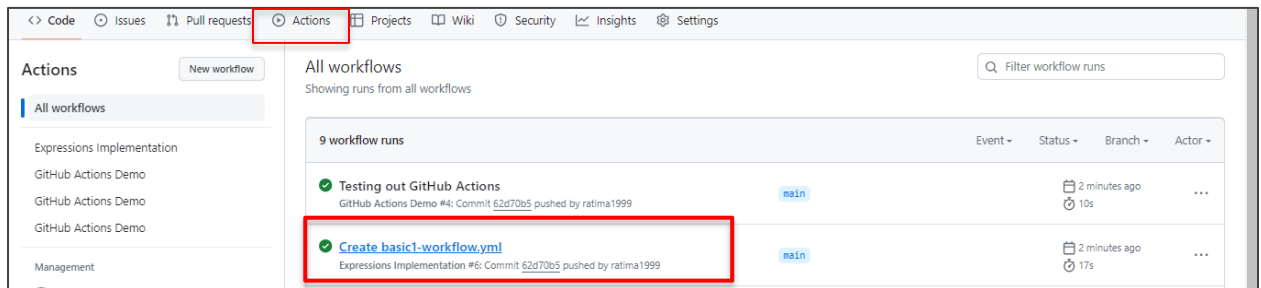 <> Code Issues Pull requests Actions Projects Wiki Security Insights Settings
Actions New workflow
All workflows
Expressions Implementation
GitHub Actions Demo
GitHub Actions Demo
GitHub Actions Demo
Management
All workflows
Showing runs from all workflows
Filter workflow runs
9 workflow runs Event Status Branch Actor
Testing out GitHub Actions
GitHub Actions Demo #4: Commit 62d70b5 pushed by ratima1999
main
2 minutes ago
10s
Create basic1-workflow.yml
Expressions Implementation #6: Commit 62d70b5 pushed by ratima1999
main
2 minutes ago
17s